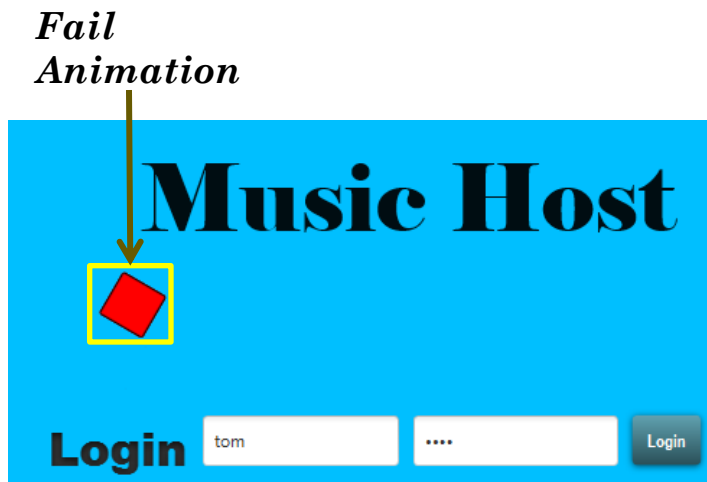 Fail
Animation
Music Host
Login tom •••• Login